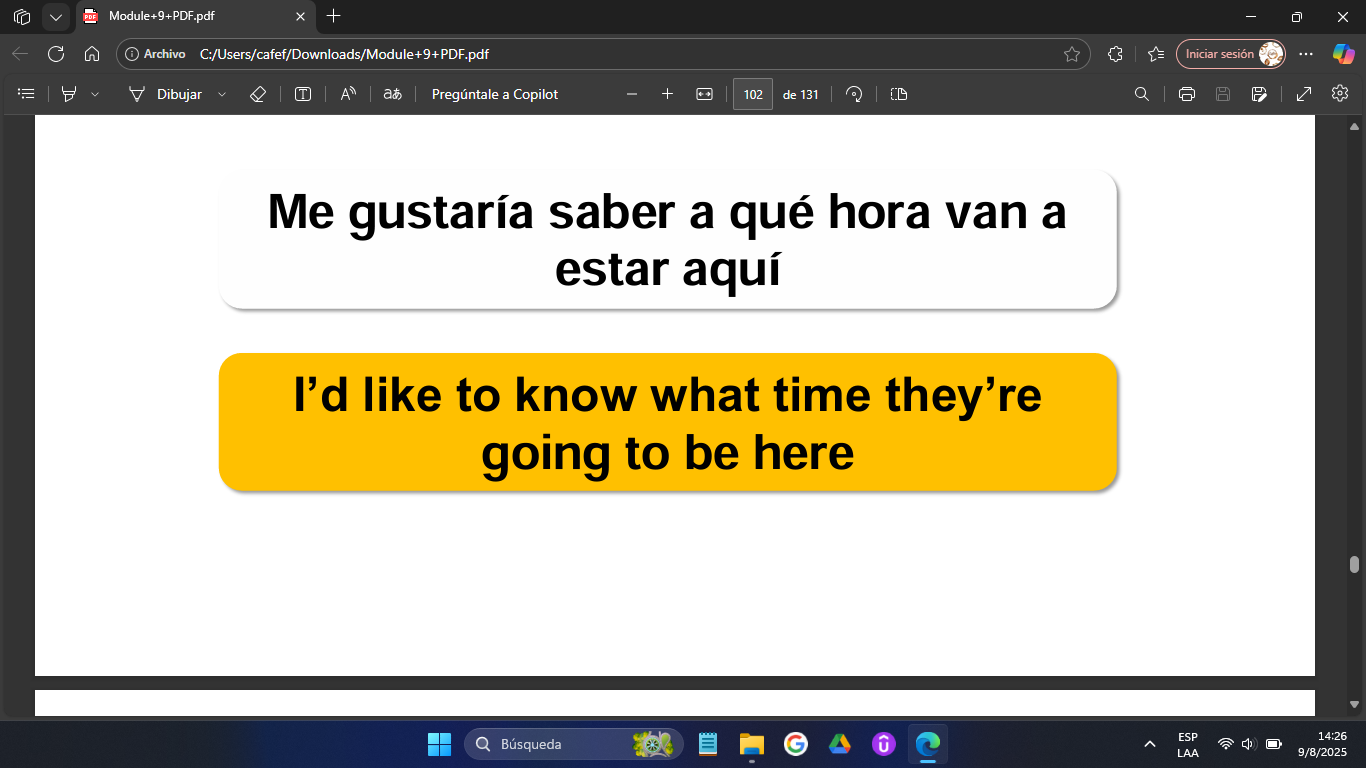 Module+9+PDF.pdf
Archivo C:/Users/cafef/Downloads/Module+9+PDF.pdf
Iniciar sesión
Dibujar
Pregúntale a Copilot
102 de 131
Me gustaría saber a qué hora van a
estar aquí
I’d like to know what time they’re
going to be here
Búsqueda
ESP
LAA
14:26
9/8/2025